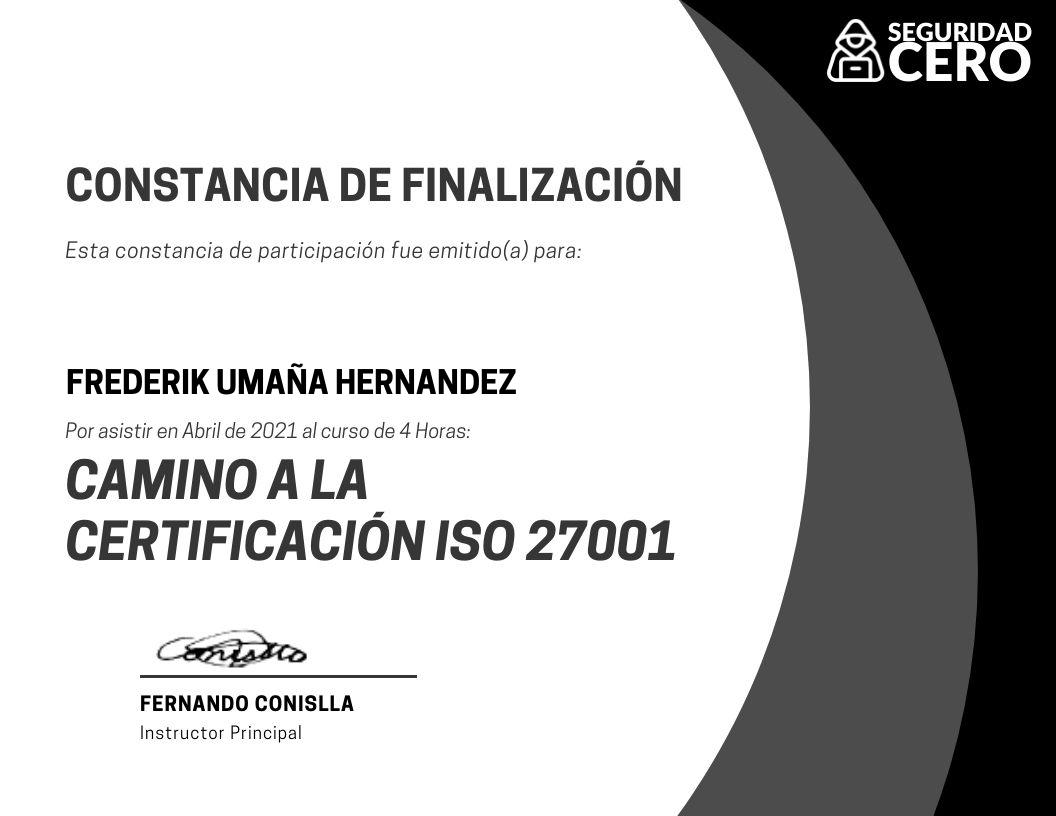 SEGURIDAD
CERO
CONSTANCIA DE FINALIZACIÓN
Esta constancia de participación fue emitido(a) para:
FREDERIK UMAÑA HERNANDEZ
Por asistir en Abril de 2021 al curso de 4 Horas:
CAMINO A LA
CERTIFICACIÓN ISO 27001
Conislla
FERNANDO CONISLLA
Instructor Principal